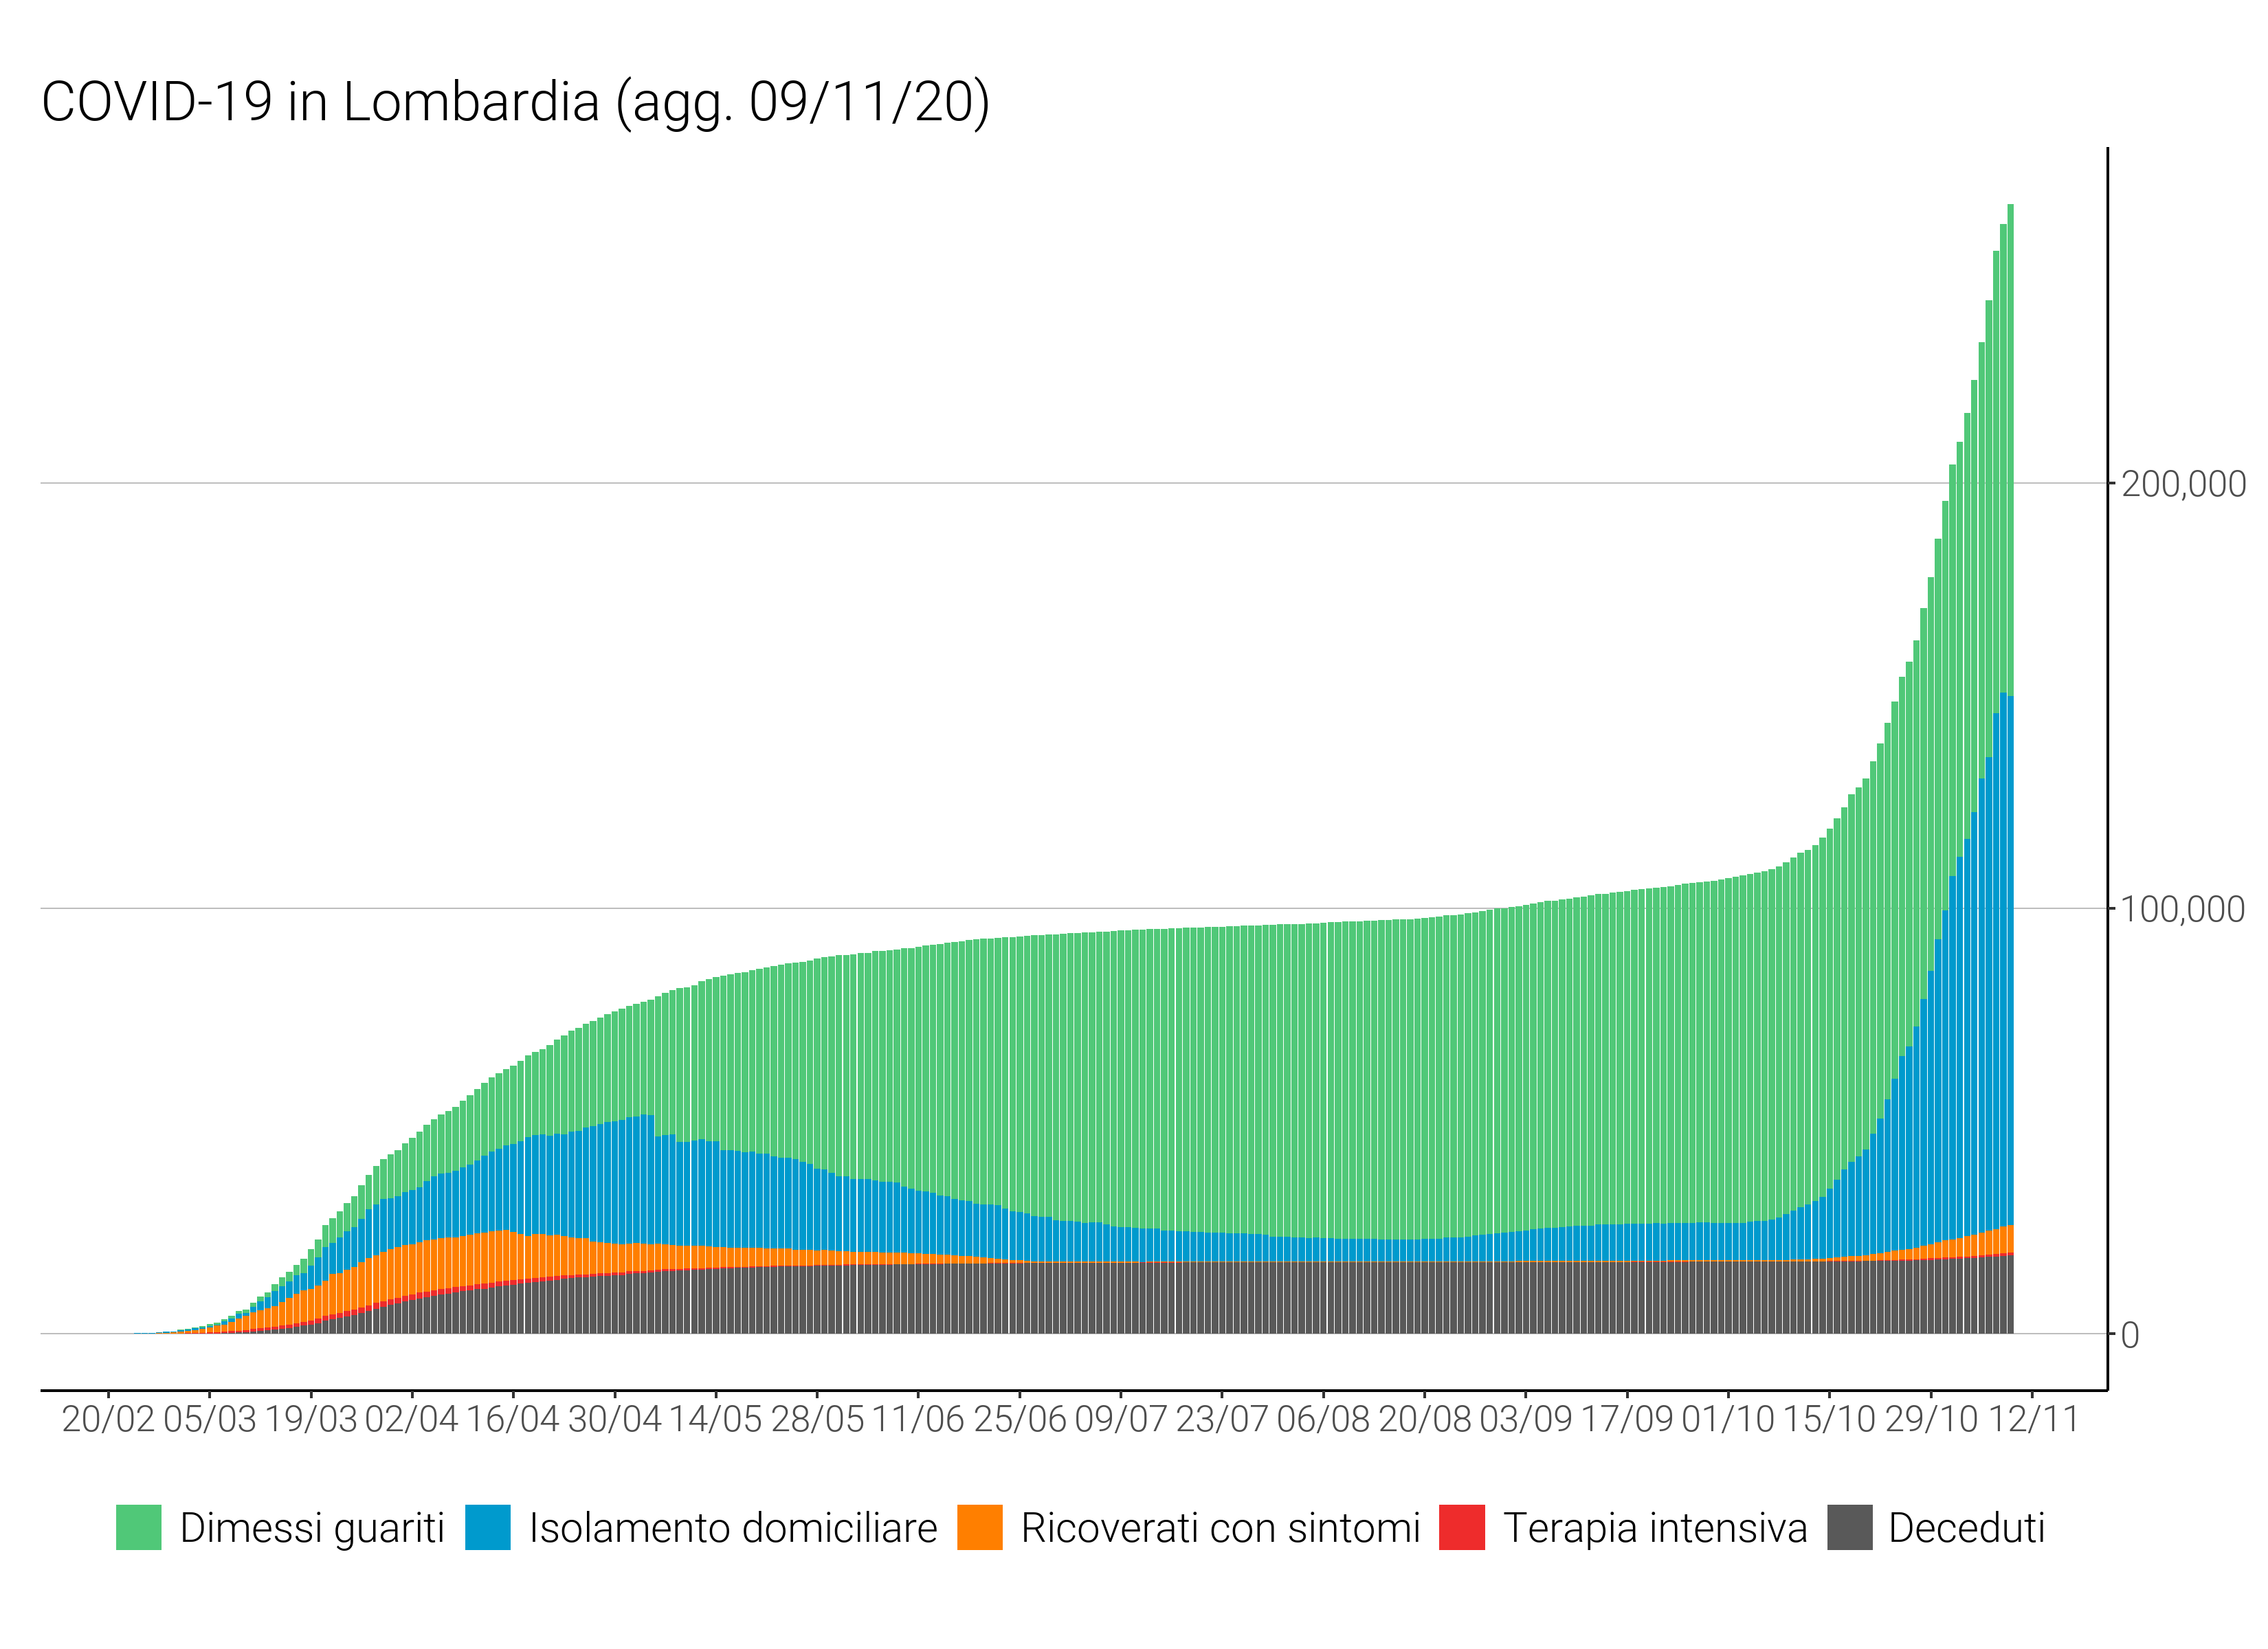 COVID-19 in Lombardia (agg. 09/11/20)
200,000
100,000
0
20/02 05/03 19/03 02/04 16/04 30/04 14/05 28/05 11/06 25/06 09/07 23/07 06/08 20/08 03/09 17/09 01/10 15/10 29/10 12/11
Dimessi guariti Isolamento domiciliare Ricoverati con sintomi Terapia intensiva Deceduti